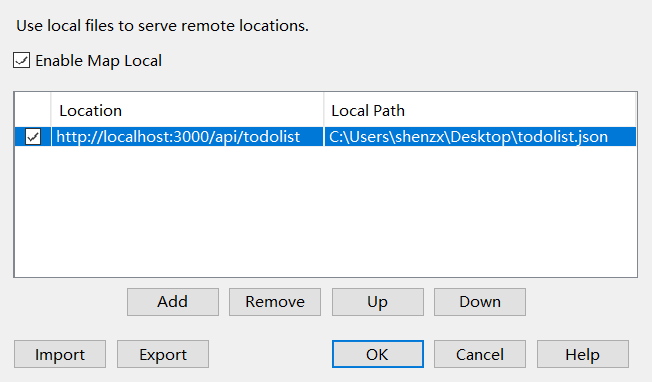 Use local files to serve remote locations.
Enable Map Local
Location Local Path
http://localhost:3000/api/todolist C:\Users\shenzx\Desktop\todolist.json
Add Remove Up Down
Import Export OK Cancel Help